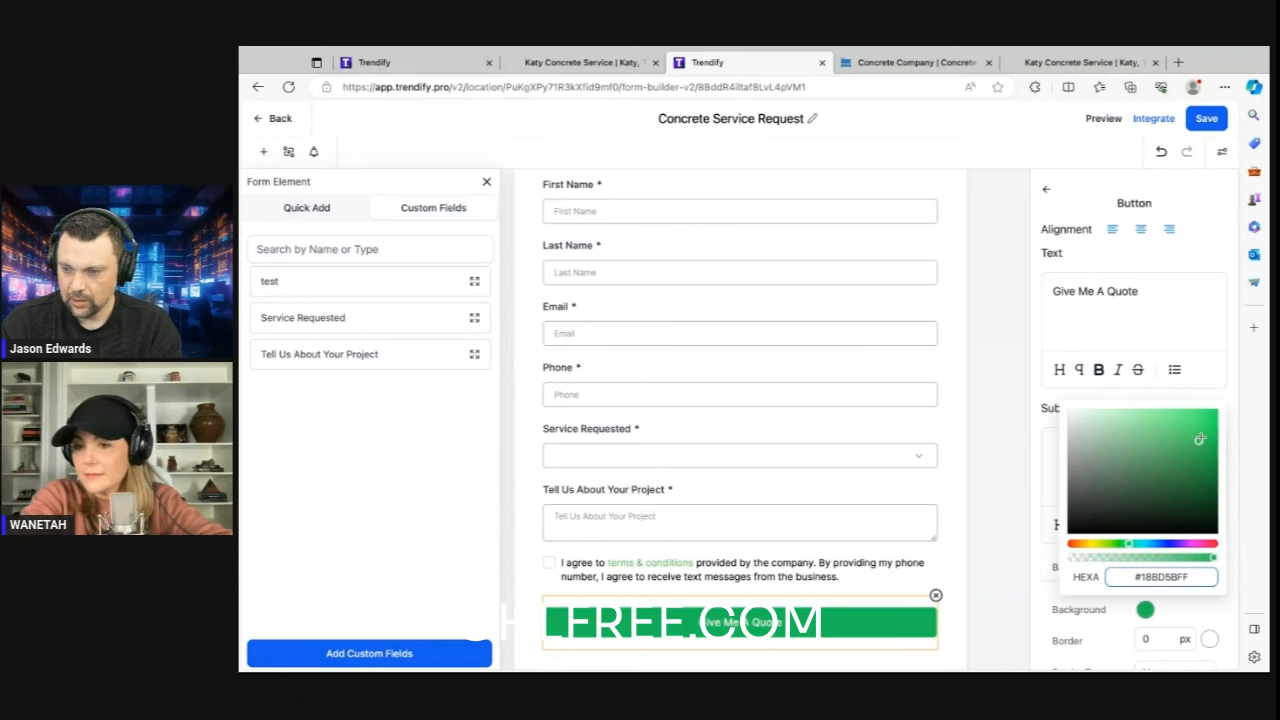 Trendify
Katy Concrete Service | Katy,
Trendify
Concrete Company | Concrete
Katy Concrete Service | Katy,
https://app.trendify.pro/v2/location/PuKgXPy71R3kXfid9mf0/form-builder-v2/8BddR4iltaf8LvL4pVM1
Back
Concrete Service Request
Preview
Integrate
Save
Form Element
Quick Add
Custom Fields
Search by Name or Type
test
Service Requested
Tell Us About Your Project
Add Custom Fields
First Name *
First Name
Last Name *
Last Name
Email *
Email
Phone *
Phone
Service Requested *
Tell Us About Your Project *
Tell Us About Your Project
I agree to terms & conditions provided by the company. By providing my phone
number, I agree to receive text messages from the business.
Give Me A Quote
HLFREE.COM
Button
Alignment
Text
Give Me A Quote
H ¶ B I S
Sub
HEXA
#18BD5BFF
Background
Border
0 px
Jason Edwards
WANETAH